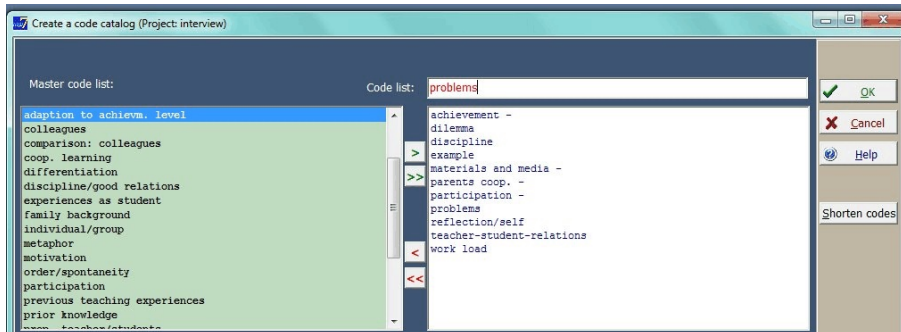 Create a code catalog (Project: interview)
Master code list:
Code list:
problems
adaption to achievm. level
colleagues
comparison: colleagues
coop. learning
differentiation
discipline/good relations
experiences as student
family background
individual/group
metaphor
motivation
order/spontaneity
participation
previous teaching experiences
prior knowledge
>
>>
<
<<
achievement -
dilemma
discipline
example
materials and media -
parents coop. -
participation -
problems
reflection/self
teacher-student-relations
work load
OK
Cancel
Help
Shorten codes